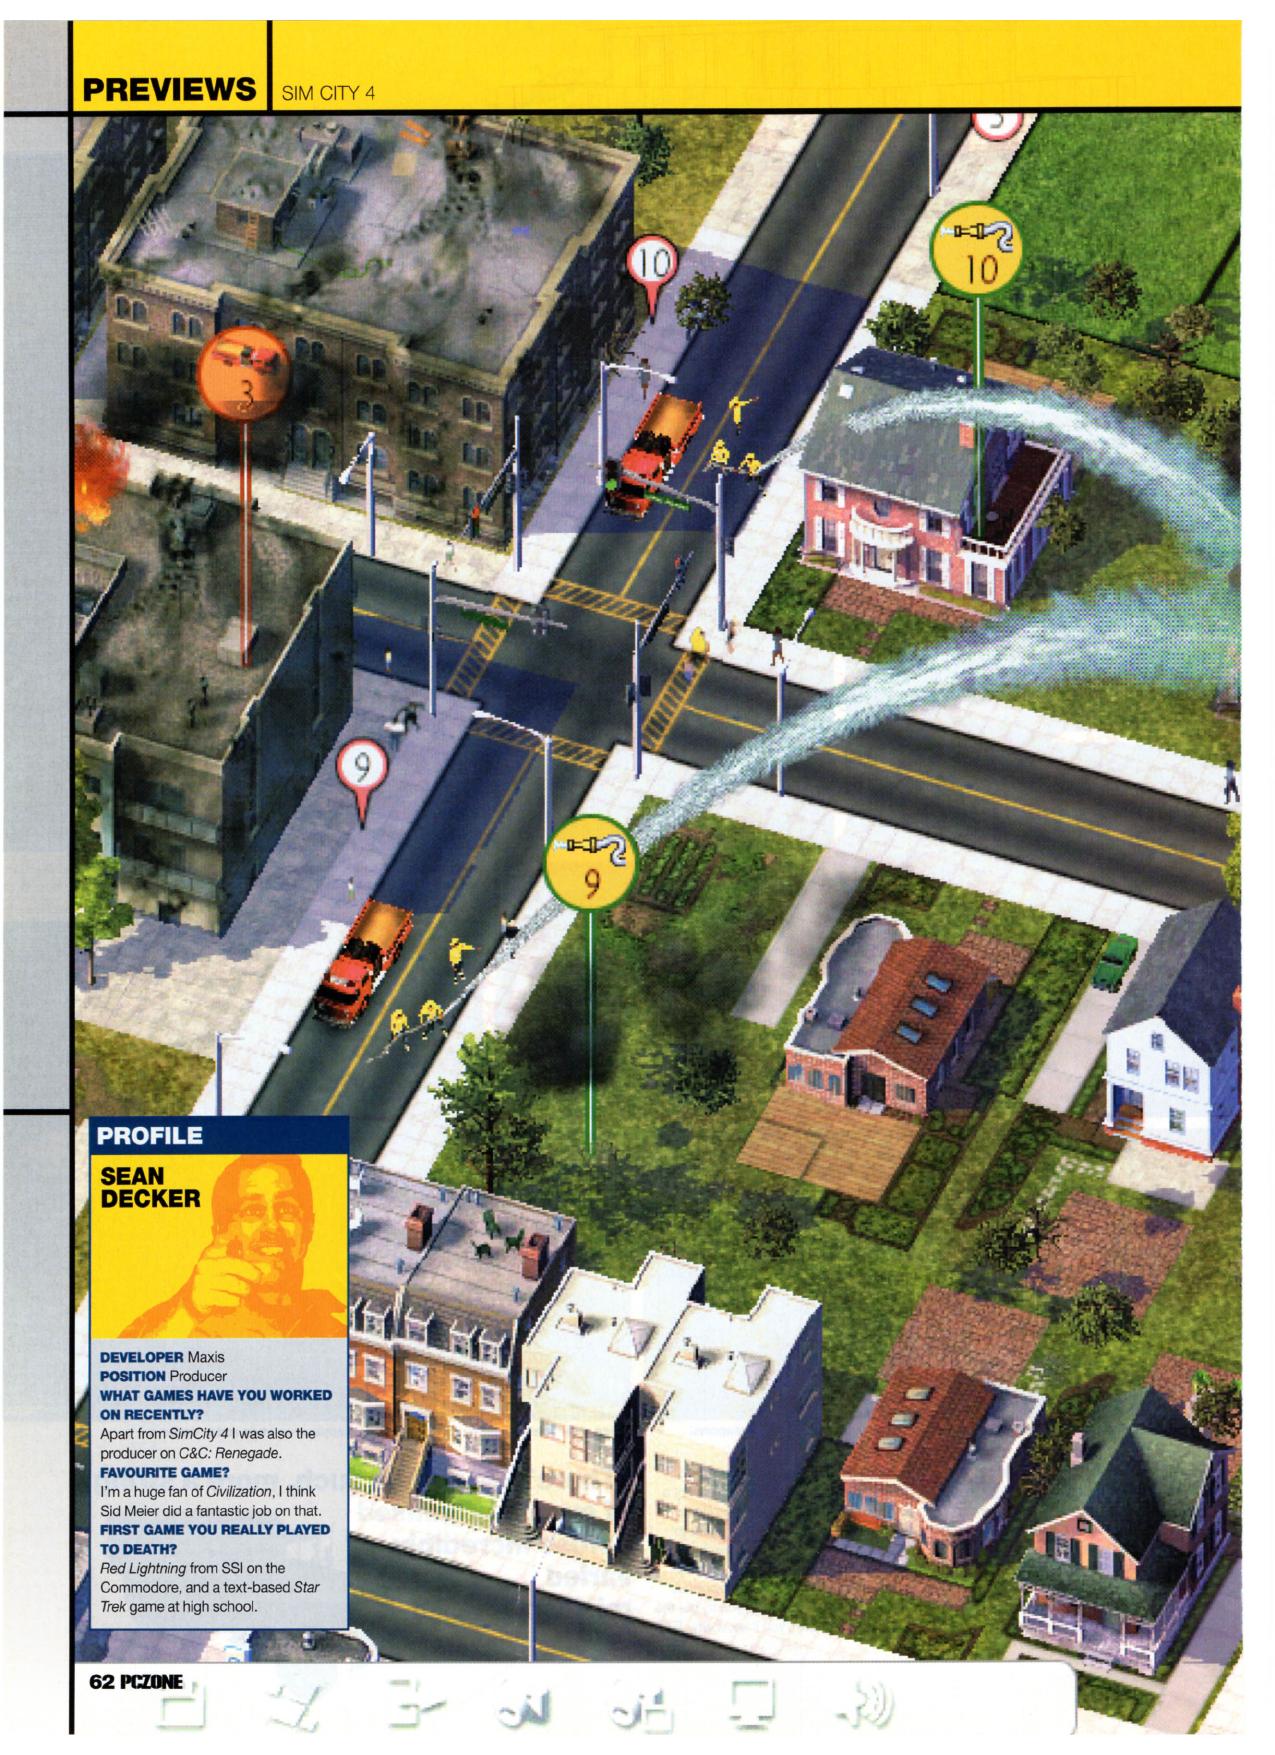 PREVIEWS
SIM CITY 4
5
10
10
3
9
9
PROFILE
SEAN
DECKER
DEVELOPER Maxis
POSITION Producer
WHAT GAMES HAVE YOU WORKED
ON RECENTLY?
Apart from SimCity 4 I was also the
producer on C&C: Renegade.
FAVOURITE GAME?
I'm a huge fan of Civilization, I think
Sid Meier did a fantastic job on that.
FIRST GAME YOU REALLY PLAYED
TO DEATH?
Red Lightning from SSI on the
Commodore, and a text-based Star
Trek game at high school.
62 PCZONE